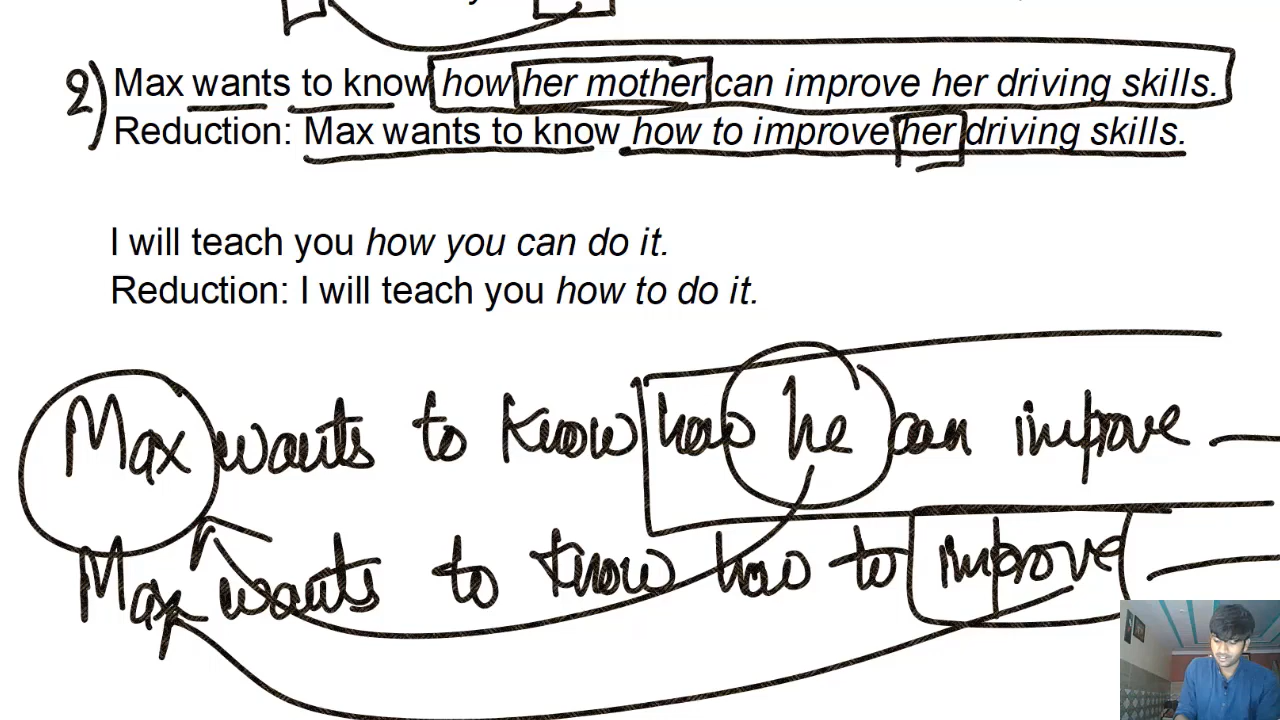 2) Max wants to know how her mother can improve her driving skills.
Reduction: Max wants to know how to improve her driving skills.
I will teach you how you can do it.
Reduction: I will teach you how to do it.
Max wants to know how he can improve
Max wants to know how to improve